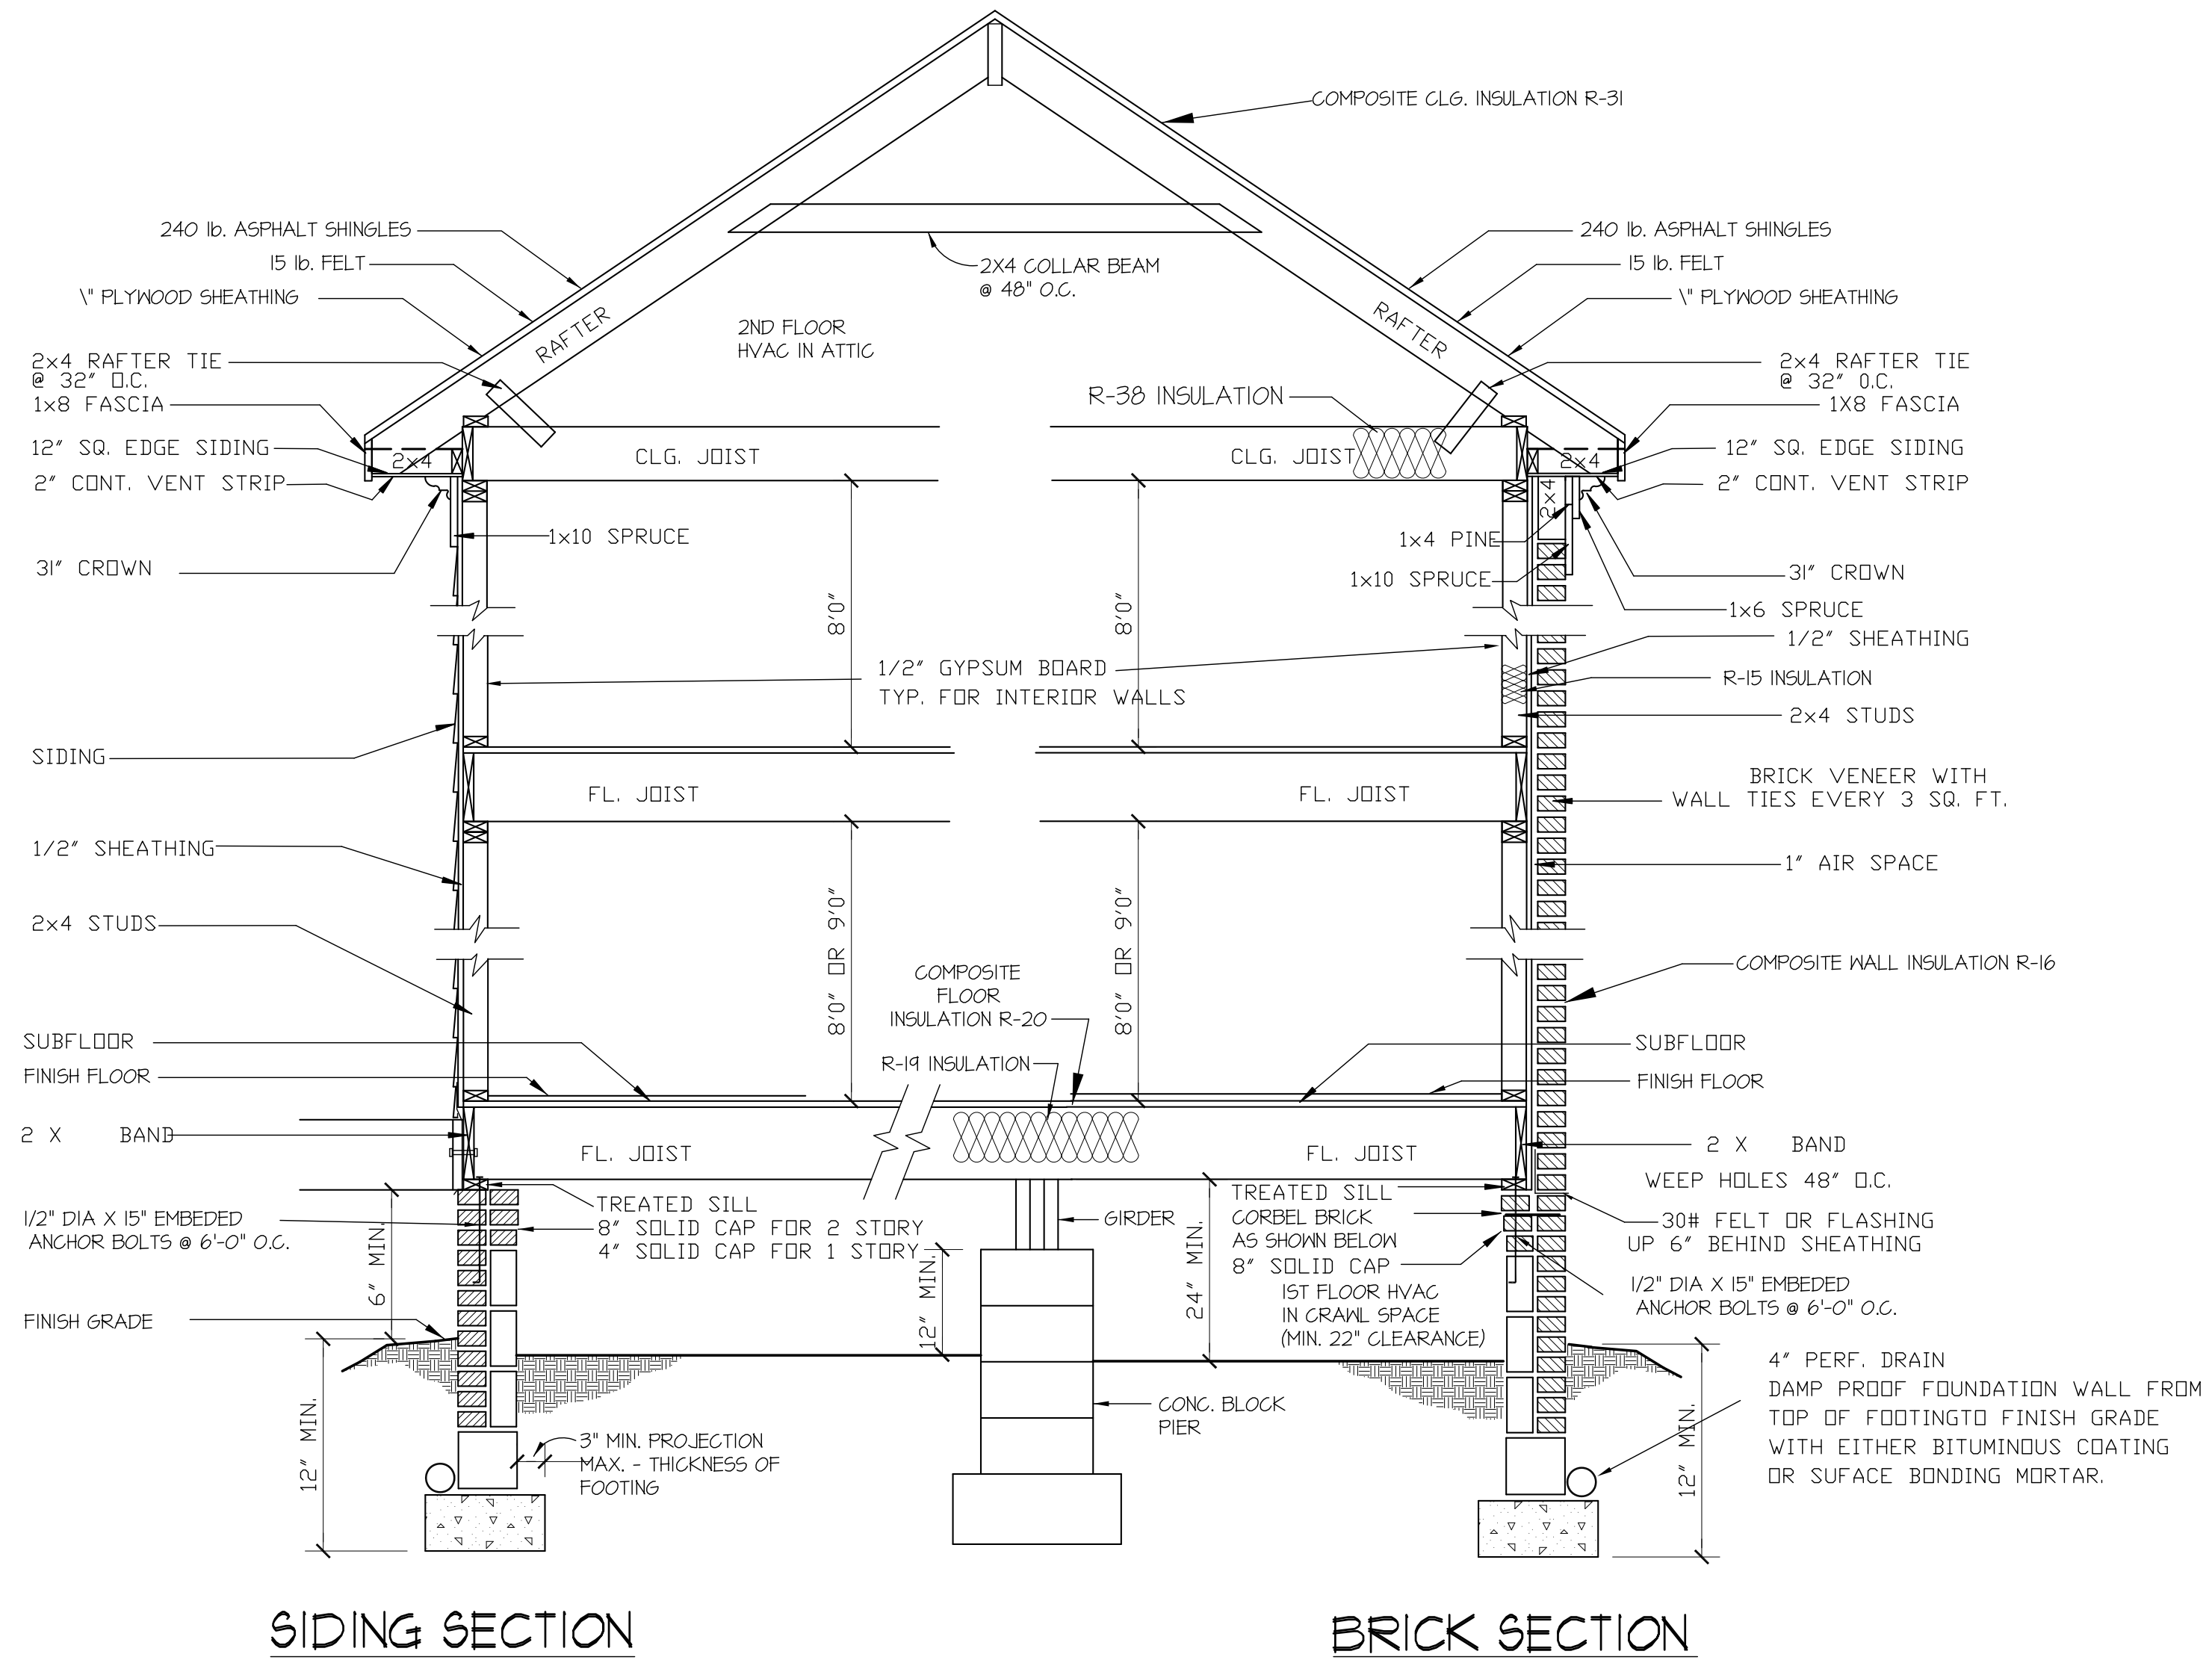 COMPOSITE CLG. INSULATION R-31
240 lb. ASPHALT SHINGLES
15 lb. FELT
\" PLYWOOD SHEATHING
2x4 RAFTER TIE
@ 32" O.C.
1x8 FASCIA
12" SQ. EDGE SIDING
2" CONT. VENT STRIP
31" CROWN
RAFTER
2X4 COLLAR BEAM
@ 48" O.C.
2ND FLOOR
HVAC IN ATTIC
RAFTER
240 lb. ASPHALT SHINGLES
15 lb. FELT
\" PLYWOOD SHEATHING
2x4 RAFTER TIE
@ 32" O.C.
1X8 FASCIA
12" SQ. EDGE SIDING
2" CONT. VENT STRIP
R-38 INSULATION
2x4
CLG. JOIST
CLG. JOIST
2x4
2x4
1x10 SPRUCE
1x4 PINE
1x10 SPRUCE
31" CROWN
1x6 SPRUCE
1/2" SHEATHING
R-15 INSULATION
2x4 STUDS
8'0"
8'0"
1/2" GYPSUM BOARD
TYP. FOR INTERIOR WALLS
SIDING
FL. JOIST
FL. JOIST
BRICK VENEER WITH
WALL TIES EVERY 3 SQ. FT.
1/2" SHEATHING
1" AIR SPACE
2x4 STUDS
8'0" OR 9'0"
8'0" OR 9'0"
COMPOSITE
FLOOR
INSULATION R-20
R-19 INSULATION
COMPOSITE WALL INSULATION R-16
SUBFLOOR
FINISH FLOOR
SUBFLOOR
FINISH FLOOR
2 X BAND
FL. JOIST
FL. JOIST
2 X BAND
WEEP HOLES 48" O.C.
30# FELT OR FLASHING
UP 6" BEHIND SHEATHING
1/2" DIA X 15" EMBEDED
ANCHOR BOLTS @ 6'-0" O.C.
TREATED SILL
8" SOLID CAP FOR 2 STORY
4" SOLID CAP FOR 1 STORY
GIRDER
TREATED SILL
CORBEL BRICK
AS SHOWN BELOW
8" SOLID CAP
1ST FLOOR HVAC
IN CRAWL SPACE
(MIN. 22" CLEARANCE)
1/2" DIA X 15" EMBEDED
ANCHOR BOLTS @ 6'-0" O.C.
6" MIN.
12" MIN.
24" MIN.
FINISH GRADE
12" MIN.
3" MIN. PROJECTION
MAX. - THICKNESS OF
FOOTING
CONC. BLOCK
PIER
12" MIN.
4" PERF. DRAIN
DAMP PROOF FOUNDATION WALL FROM
TOP OF FOOTINGTO FINISH GRADE
WITH EITHER BITUMINOUS COATING
OR SUFACE BONDING MORTAR.
SIDING SECTION
BRICK SECTION